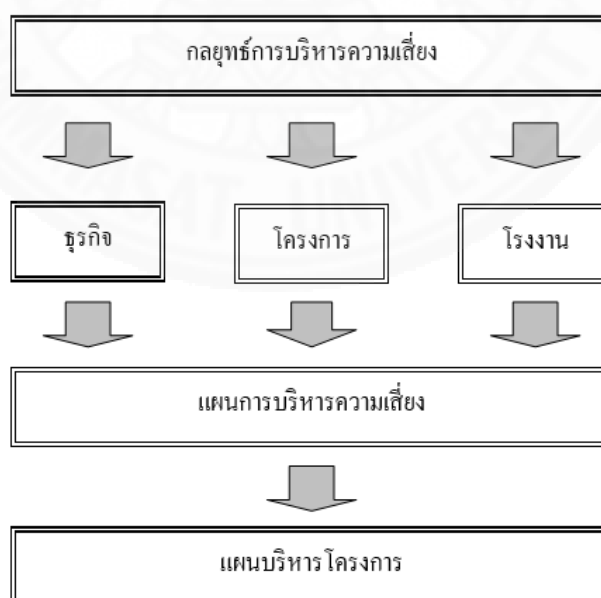 กลยุทธ์การบริหารความเสี่ยง
ธุรกิจ
โครงการ
โรงงาน
แผนการบริหารความเสี่ยง
แผนบริหารโครงการ